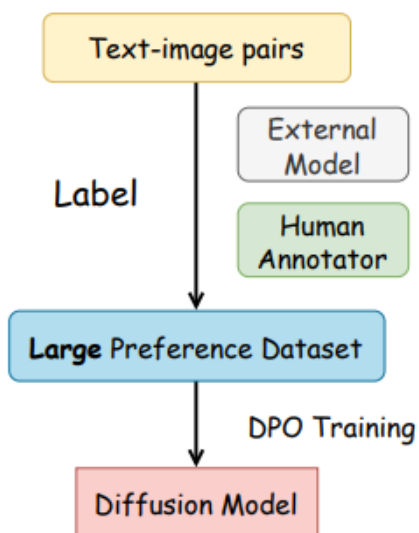 Text-image pairs
External
Model
Label
Human
Annotator
Large Preference Dataset
DPO Training
Diffusion Model